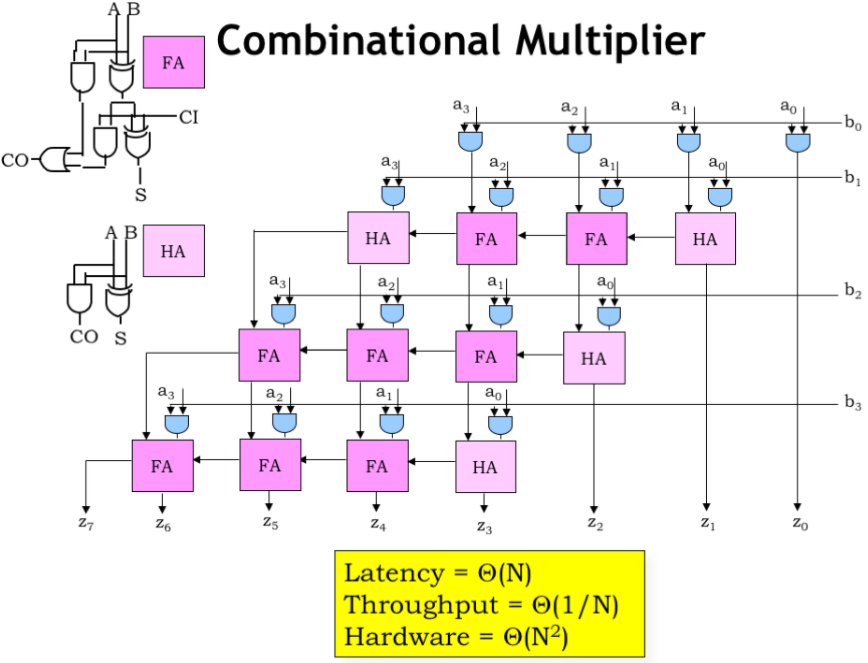 Combinational Multiplier
A B
FA
CI
CO
S
A B
HA
CO S
a₃ a₂ a₁ a₀ b₀
a₃ a₂ a₁ a₀ b₁
HA FA FA HA
a₃ a₂ a₁ a₀ b₂
FA FA FA HA
a₃ a₂ a₁ a₀ b₃
FA FA FA HA
z₇ z₆ z₅ z₄ z₃ z₂ z₁ z₀
Latency = Θ(N)
Throughput = Θ(1/N)
Hardware = Θ(N²)